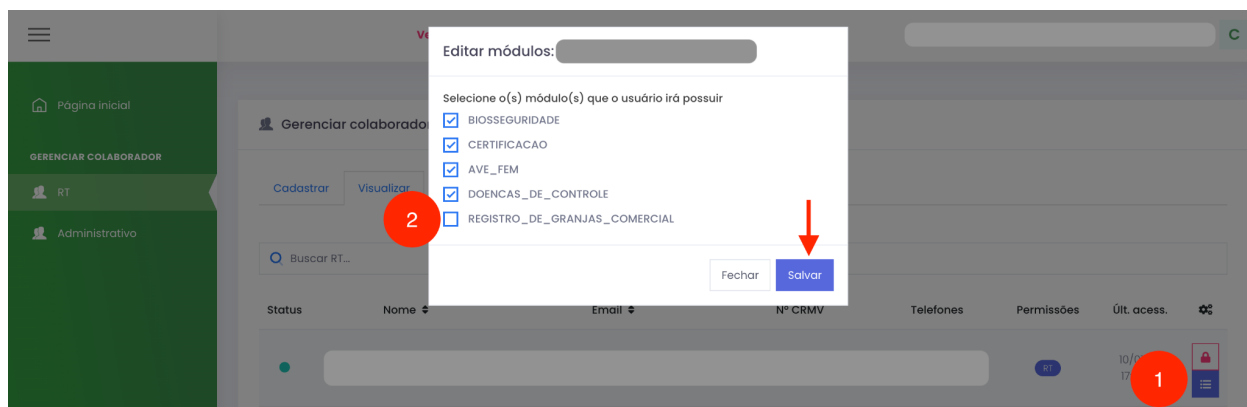 C
Editar módulos:
Página inicial
GERENCIAR COLABORADOR
RT
Administrativo
Gerenciar colaborador
Cadastrar Visualizar
Selecione o(s) módulo(s) que o usuário irá possuir
BIOSSEGURIDADE
CERTIFICACAO
AVE_FEM
DOENCAS_DE_CONTROLE
2 REGISTRO_DE_GRANJAS_COMERCIAL
Buscar RT...
Fechar Salvar
Status Nome Email Nº CRMV Telefones Permissões Últ. acess.
RT
1